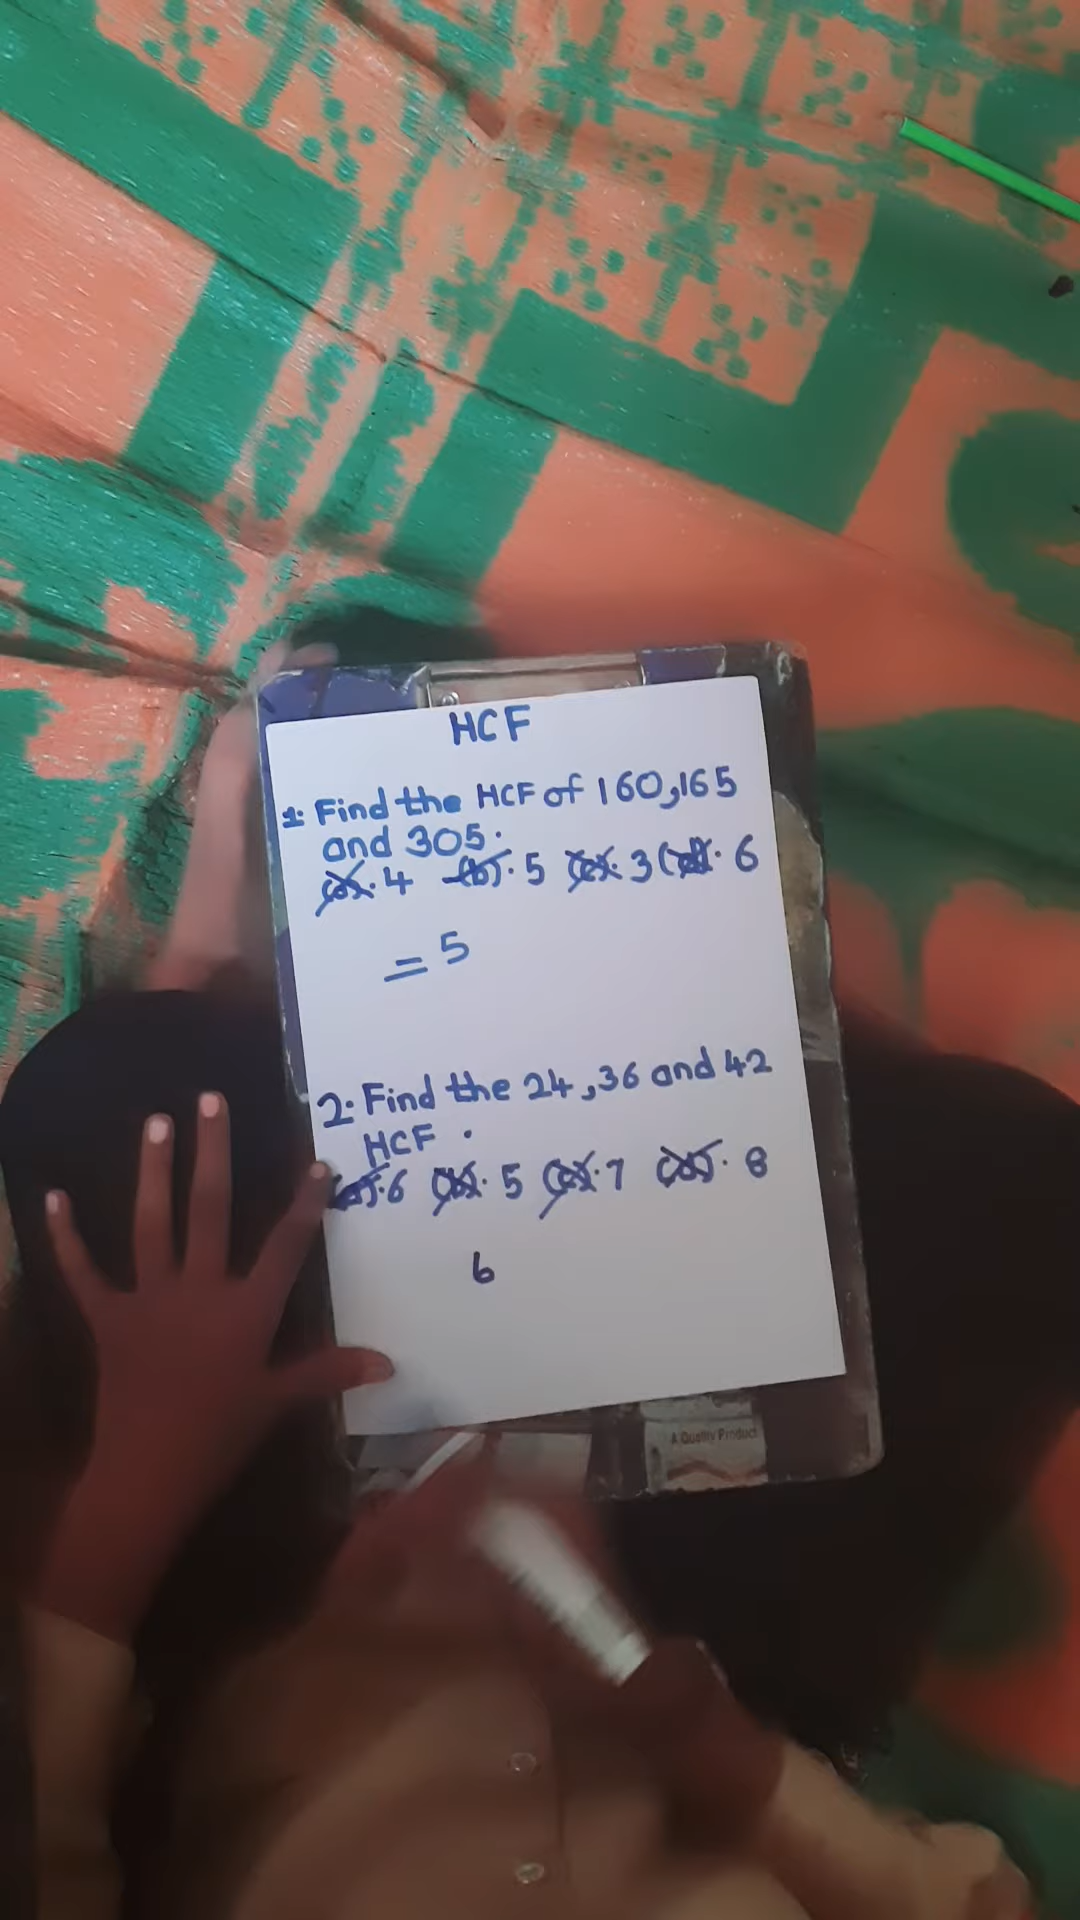 HCF
1. Find the HCF of 160,165
and 305.
(a). 4 (b). 5 (c). 3 (d). 6
= 5
2. Find the 24, 36 and 42
HCF .
(a). 6 (b). 5 (c). 7 (d). 8
6
A Quality Product